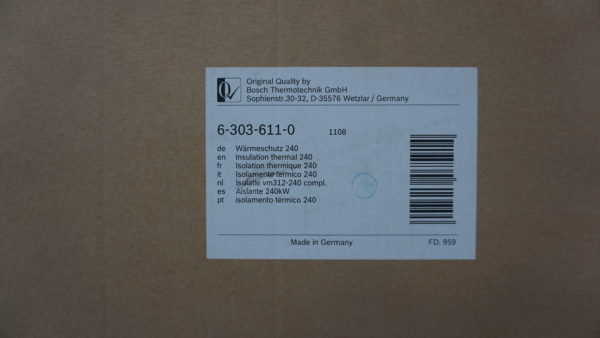 Original Quality by
Bosch Thermotechnik GmbH
Sophienstr.30-32, D-35576 Wetzlar / Germany
6-303-611-0 1108
de Wärmeschutz 240
en Insulation thermal 240
fr Isolation thermique 240
it Isolamento termico 240
nl Isolatie vm312-240 compl.
es Aislante 240kW
pt isolamento térmico 240
Made in Germany FD: 959